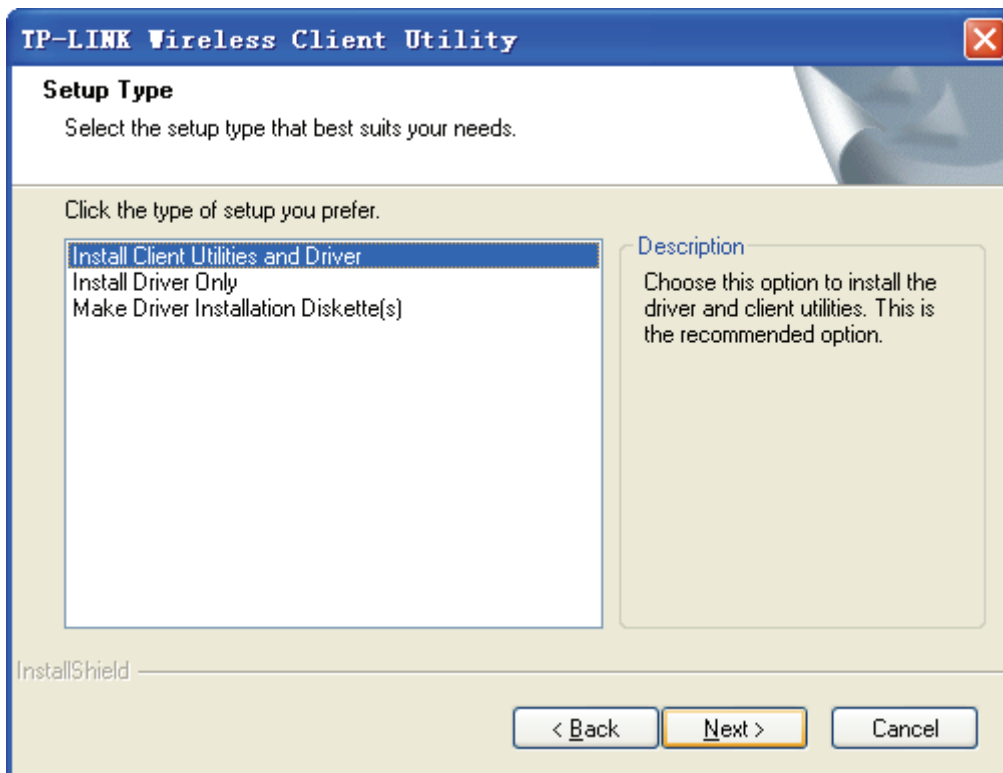 TP-LINK Wireless Client Utility
Setup Type
Select the setup type that best suits your needs.
Click the type of setup you prefer.
Install Client Utilities and Driver
Install Driver Only
Make Driver Installation Diskette(s)
Description
Choose this option to install the
driver and client utilities. This is
the recommended option.
InstallShield
< Back
Next >
Cancel